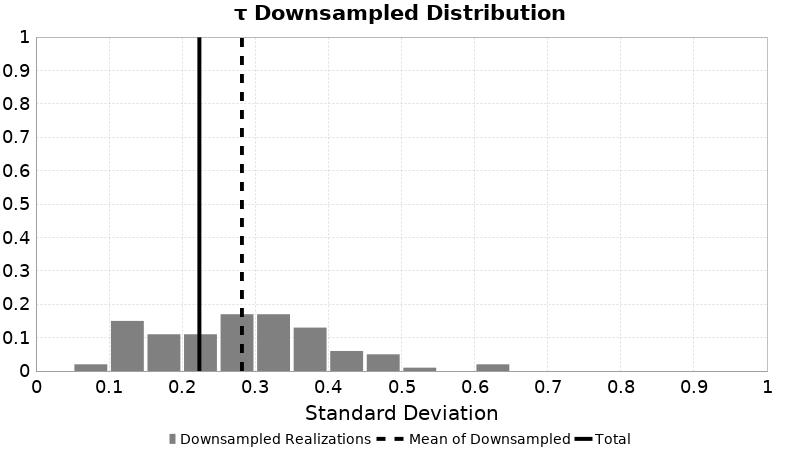 τ Downsampled Distribution
1
0.9
0.8
0.7
0.6
0.5
0.4
0.3
0.2
0.1
0
0 0.1 0.2 0.3 0.4 0.5 0.6 0.7 0.8 0.9 1
Standard Deviation
Downsampled Realizations Mean of Downsampled Total